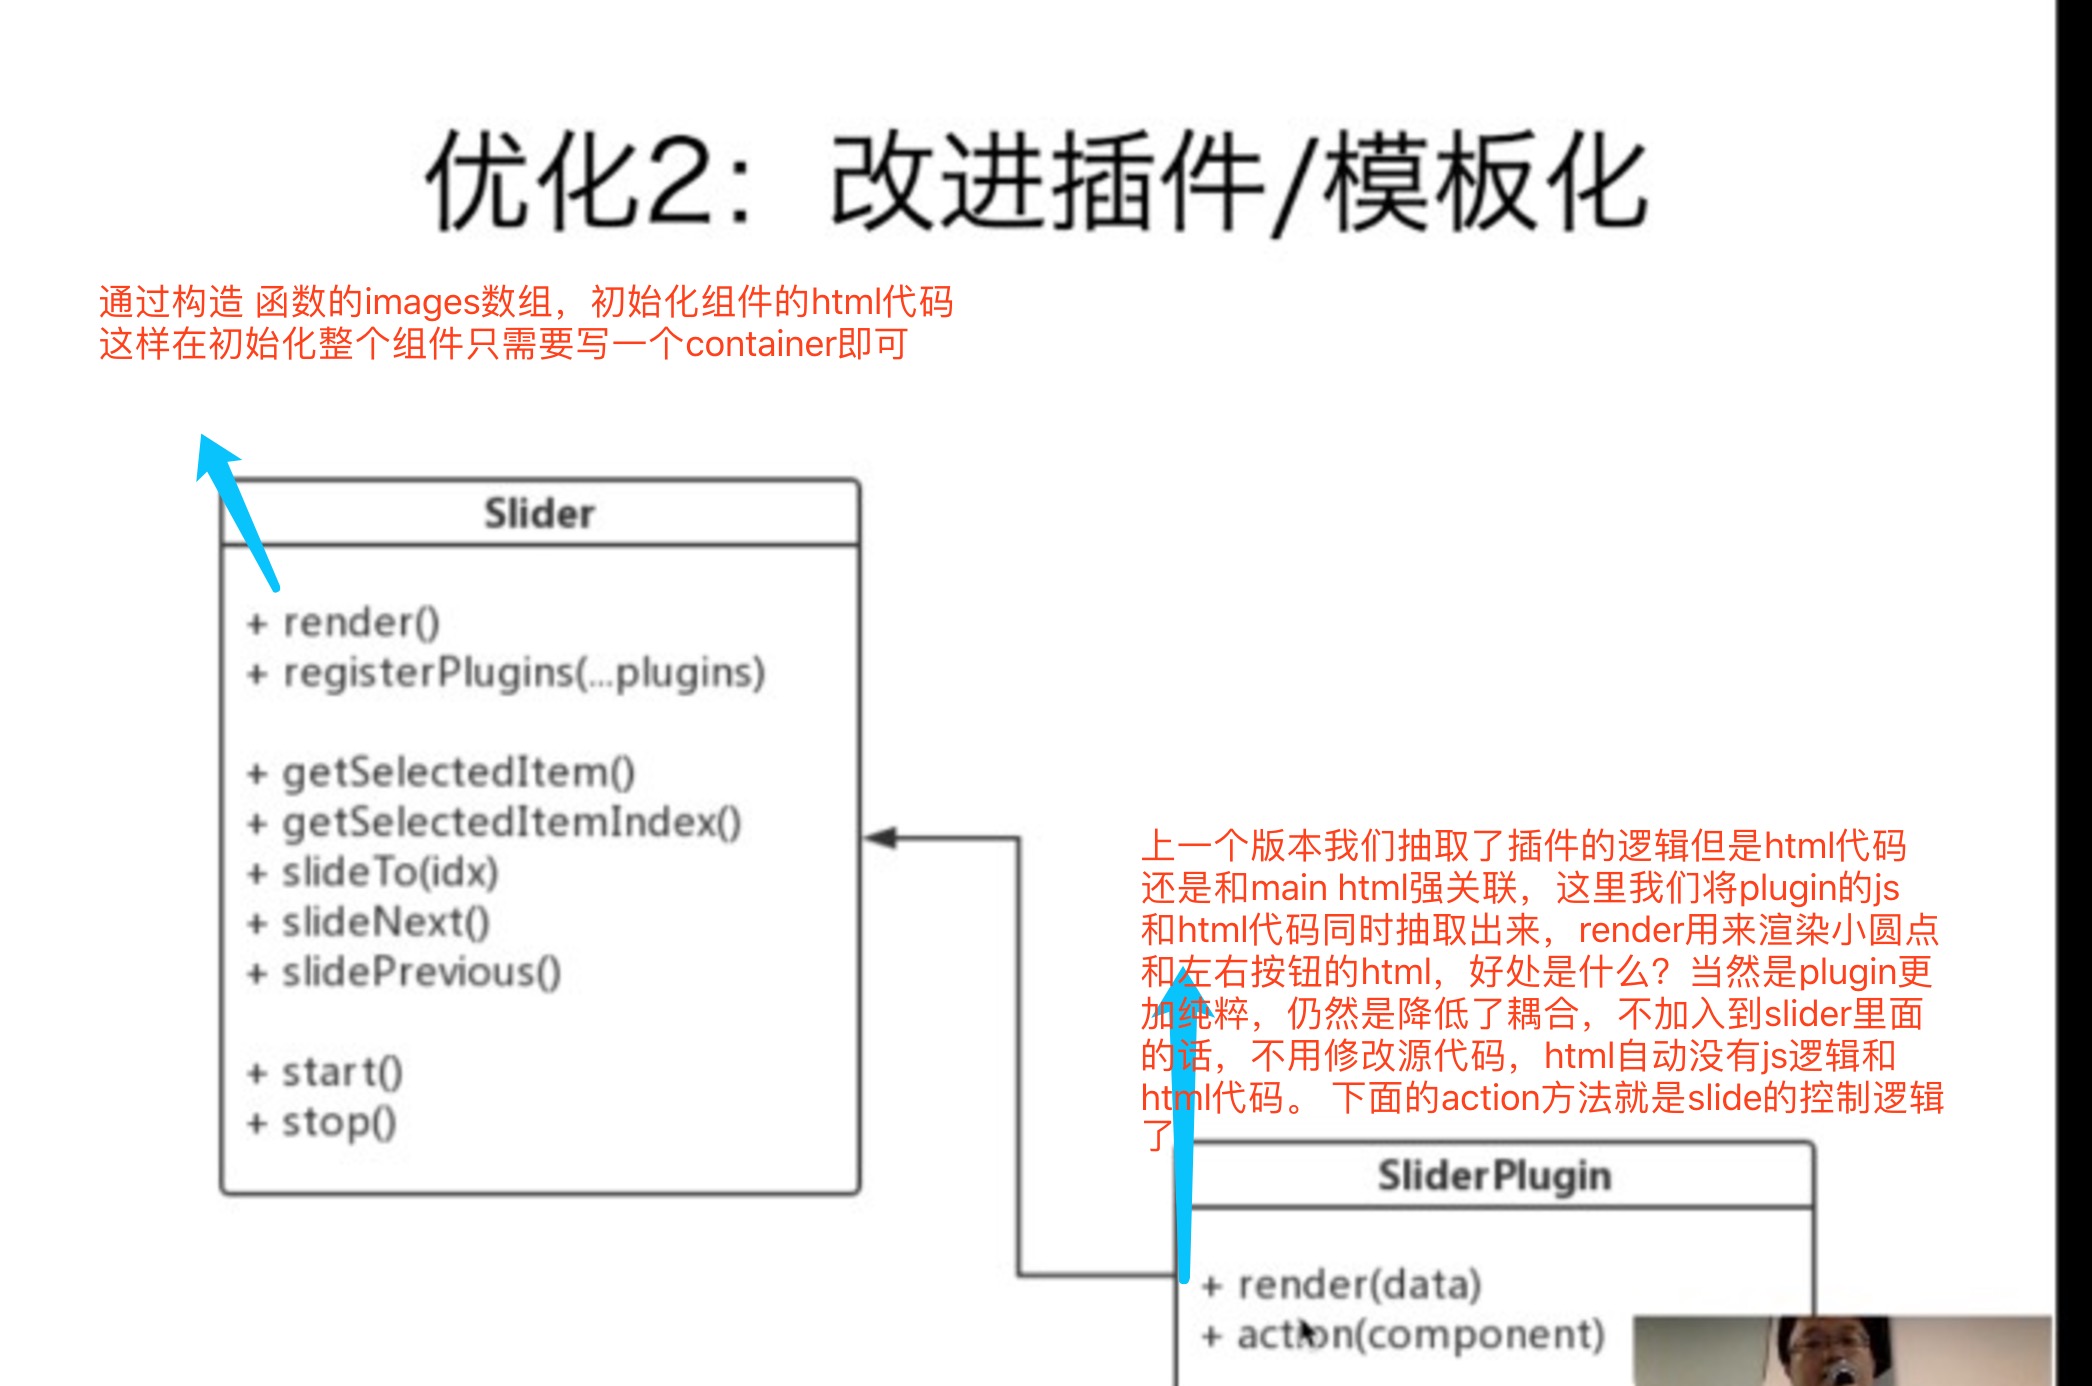 优化2：改进插件/模板化
通过构造 函数的images数组，初始化组件的html代码
这样在初始化整个组件只需要写一个container即可
Slider
+ render()
+ registerPlugins(...plugins)
+ getSelectedItem()
+ getSelectedItemIndex()
+ slideTo(idx)
+ slideNext()
+ slidePrevious()
+ start()
+ stop()
上一个版本我们抽取了插件的逻辑但是html代码
还是和main html强关联，这里我们将plugin的js
和html代码同时抽取出来，render用来渲染小圆点
和左右按钮的html，好处是什么？当然是plugin更
加纯粹，仍然是降低了耦合，不加入到slider里面
的话，不用修改源代码，html自动没有js逻辑和
html代码。 下面的action方法就是slide的控制逻辑
了
SliderPlugin
+ render(data)
+ action(component)